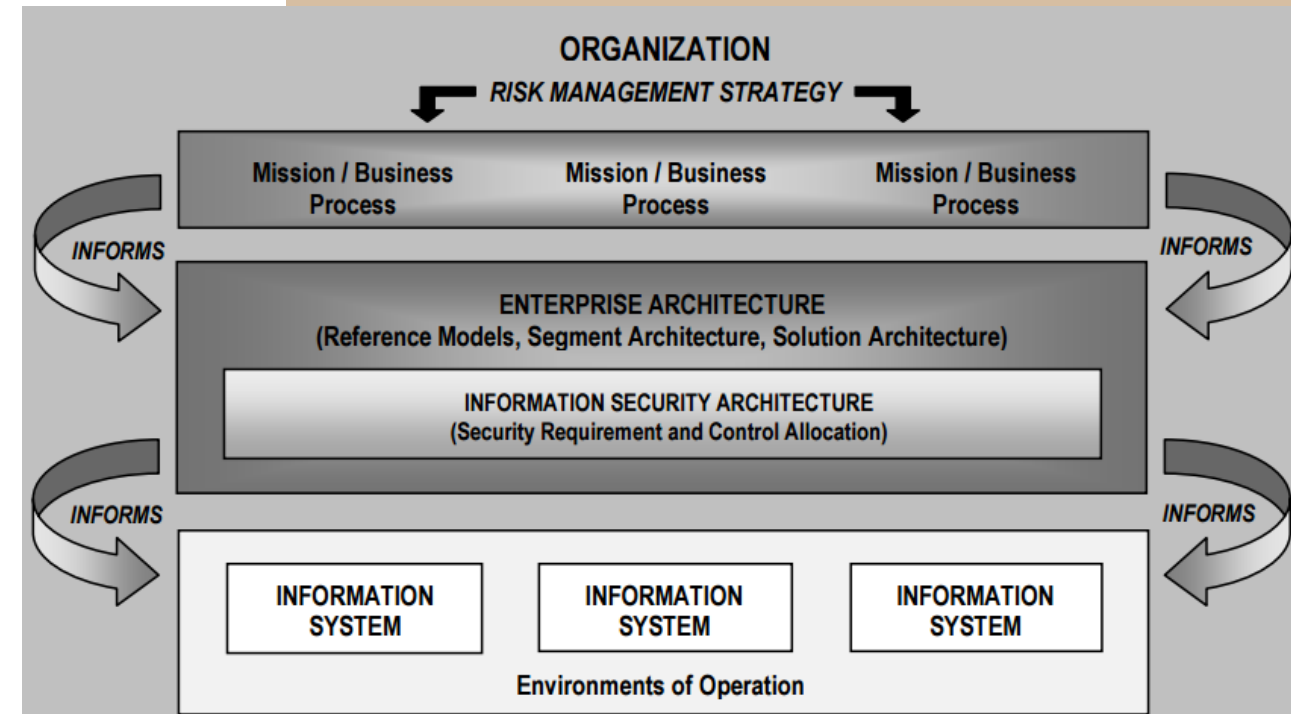 ORGANIZATION
RISK MANAGEMENT STRATEGY
Mission / Business
Process
Mission / Business
Process
Mission / Business
Process
INFORMS
INFORMS
ENTERPRISE ARCHITECTURE
(Reference Models, Segment Architecture, Solution Architecture)
INFORMATION SECURITY ARCHITECTURE
(Security Requirement and Control Allocation)
INFORMS
INFORMS
INFORMATION
SYSTEM
INFORMATION
SYSTEM
INFORMATION
SYSTEM
Environments of Operation